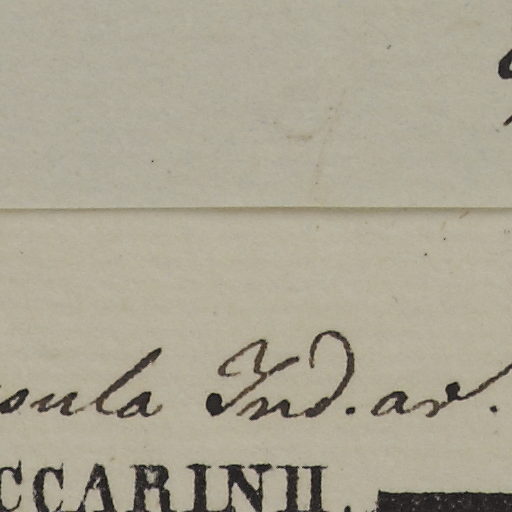 sula Ind. or.
CCARINII.